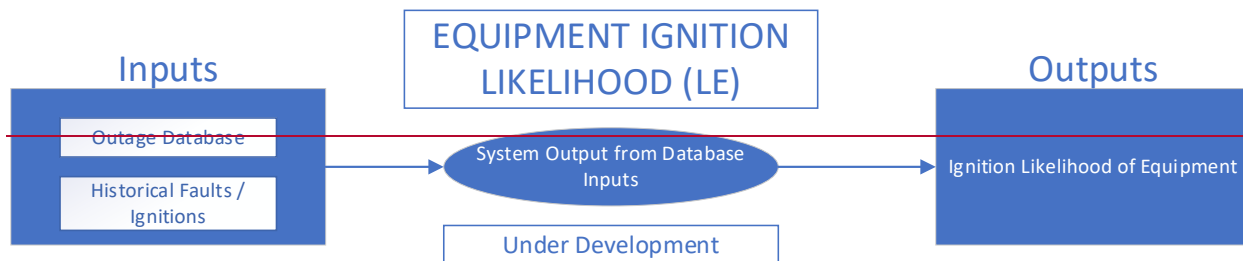 EQUIPMENT IGNITION
LIKELIHOOD (LE)
Inputs
Outputs
Outage Database
Historical Faults /
Ignitions
System Output from Database
Inputs
Ignition Likelihood of Equipment
Under Development